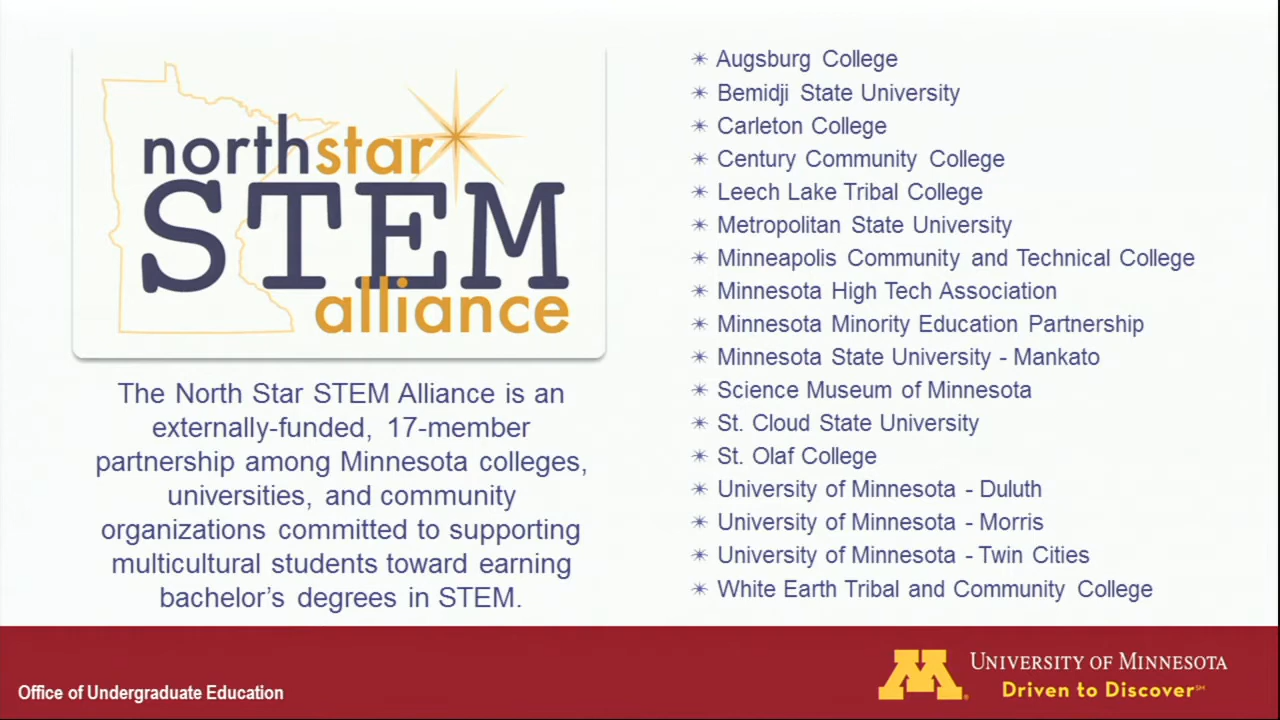 northstar
STEM
alliance
The North Star STEM Alliance is an
externally-funded, 17-member
partnership among Minnesota colleges,
universities, and community
organizations committed to supporting
multicultural students toward earning
bachelor's degrees in STEM.
Augsburg College
Bemidji State University
Carleton College
Century Community College
Leech Lake Tribal College
Metropolitan State University
Minneapolis Community and Technical College
Minnesota High Tech Association
Minnesota Minority Education Partnership
Minnesota State University - Mankato
Science Museum of Minnesota
St. Cloud State University
St. Olaf College
University of Minnesota - Duluth
University of Minnesota - Morris
University of Minnesota - Twin Cities
White Earth Tribal and Community College
Office of Undergraduate Education
M®
UNIVERSITY OF MINNESOTA
Driven to Discover℠